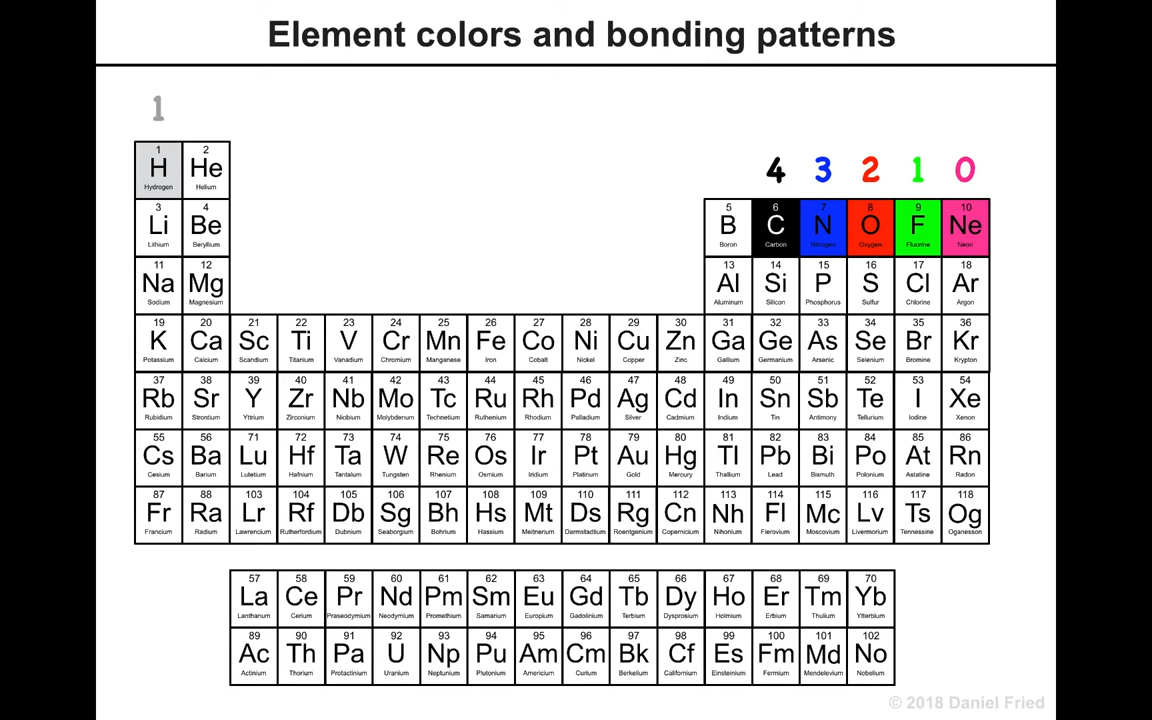 Element colors and bonding patterns
1
1 2
H He
Hydrogen Helium
4 3 2 1 0
3 4 5 6 7 8 9 10
Li Be B C N O F Ne
Lithium Beryllium Boron Carbon Nitrogen Oxygen Fluorine Neon
11 12 13 14 15 16 17 18
Na Mg Al Si P S Cl Ar
Sodium Magnesium Aluminum Silicon Phosphorus Sulfur Chlorine Argon
19 20 21 22 23 24 25 26 27 28 29 30 31 32 33 34 35 36
K Ca Sc Ti V Cr Mn Fe Co Ni Cu Zn Ga Ge As Se Br Kr
Potassium Calcium Scandium Titanium Vanadium Chromium Manganese Iron Cobalt Nickel Copper Zinc Gallium Germanium Arsenic Selenium Bromine Krypton
37 38 39 40 41 42 43 44 45 46 47 48 49 50 51 52 53 54
Rb Sr Y Zr Nb Mo Tc Ru Rh Pd Ag Cd In Sn Sb Te I Xe
Rubidium Strontium Yttrium Zirconium Niobium Molybdenum Technetium Ruthenium Rhodium Palladium Silver Cadmium Indium Tin Antimony Tellurium Iodine Xenon
55 56 71 72 73 74 75 76 77 78 79 80 81 82 83 84 85 86
Cs Ba Lu Hf Ta W Re Os Ir Pt Au Hg Tl Pb Bi Po At Rn
Cesium Barium Lutetium Hafnium Tantalum Tungsten Rhenium Osmium Iridium Platinum Gold Mercury Thallium Lead Bismuth Polonium Astatine Radon
87 88 103 104 105 106 107 108 109 110 111 112 113 114 115 116 117 118
Fr Ra Lr Rf Db Sg Bh Hs Mt Ds Rg Cn Nh Fl Mc Lv Ts Og
Francium Radium Lawrencium Rutherfordium Dubnium Seaborgium Bohrium Hassium Meitnerium Darmstadtium Roentgenium Copernicium Nihonium Flerovium Moscovium Livermorium Tennessine Oganesson
57 58 59 60 61 62 63 64 65 66 67 68 69 70
La Ce Pr Nd Pm Sm Eu Gd Tb Dy Ho Er Tm Yb
Lanthanum Cerium Praseodymium Neodymium Promethium Samarium Europium Gadolinium Terbium Dysprosium Holmium Erbium Thulium Ytterbium
89 90 91 92 93 94 95 96 97 98 99 100 101 102
Ac Th Pa U Np Pu Am Cm Bk Cf Es Fm Md No
Actinium Thorium Protactinium Uranium Neptunium Plutonium Americium Curium Berkelium Californium Einsteinium Fermium Mendelevium Nobelium
© 2018 Daniel Fried